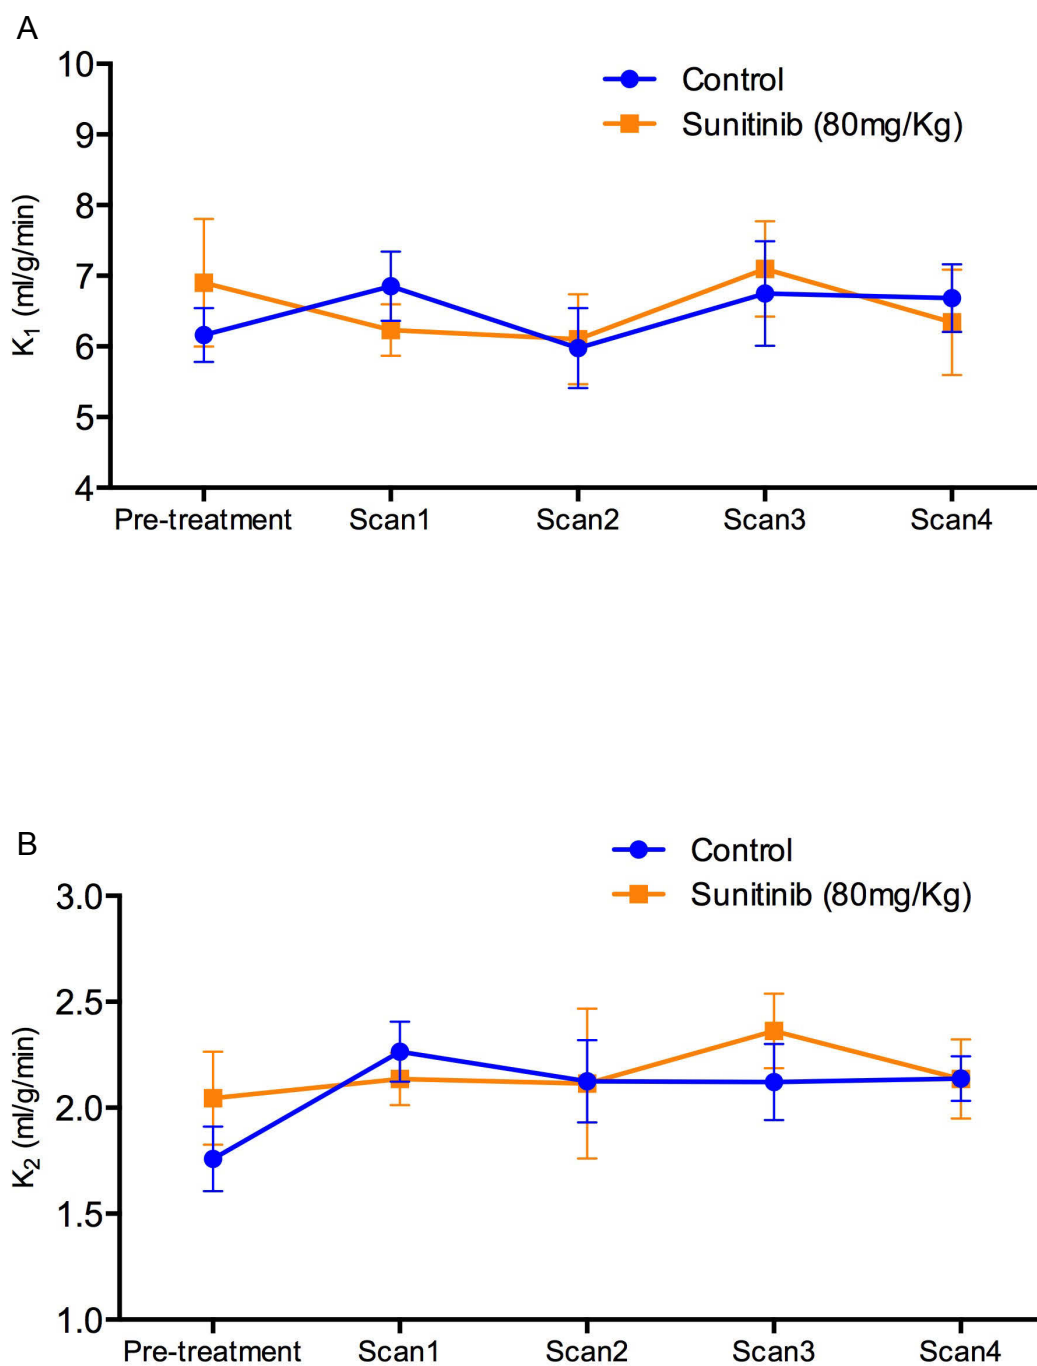 A
10
9
8
7
6
5
4
K1 (ml/g/min)
Control
Sunitinib (80mg/Kg)
Pre-treatment Scan1 Scan2 Scan3 Scan4
B
3.0
2.5
2.0
1.5
1.0
K2 (ml/g/min)
Control
Sunitinib (80mg/Kg)
Pre-treatment Scan1 Scan2 Scan3 Scan4